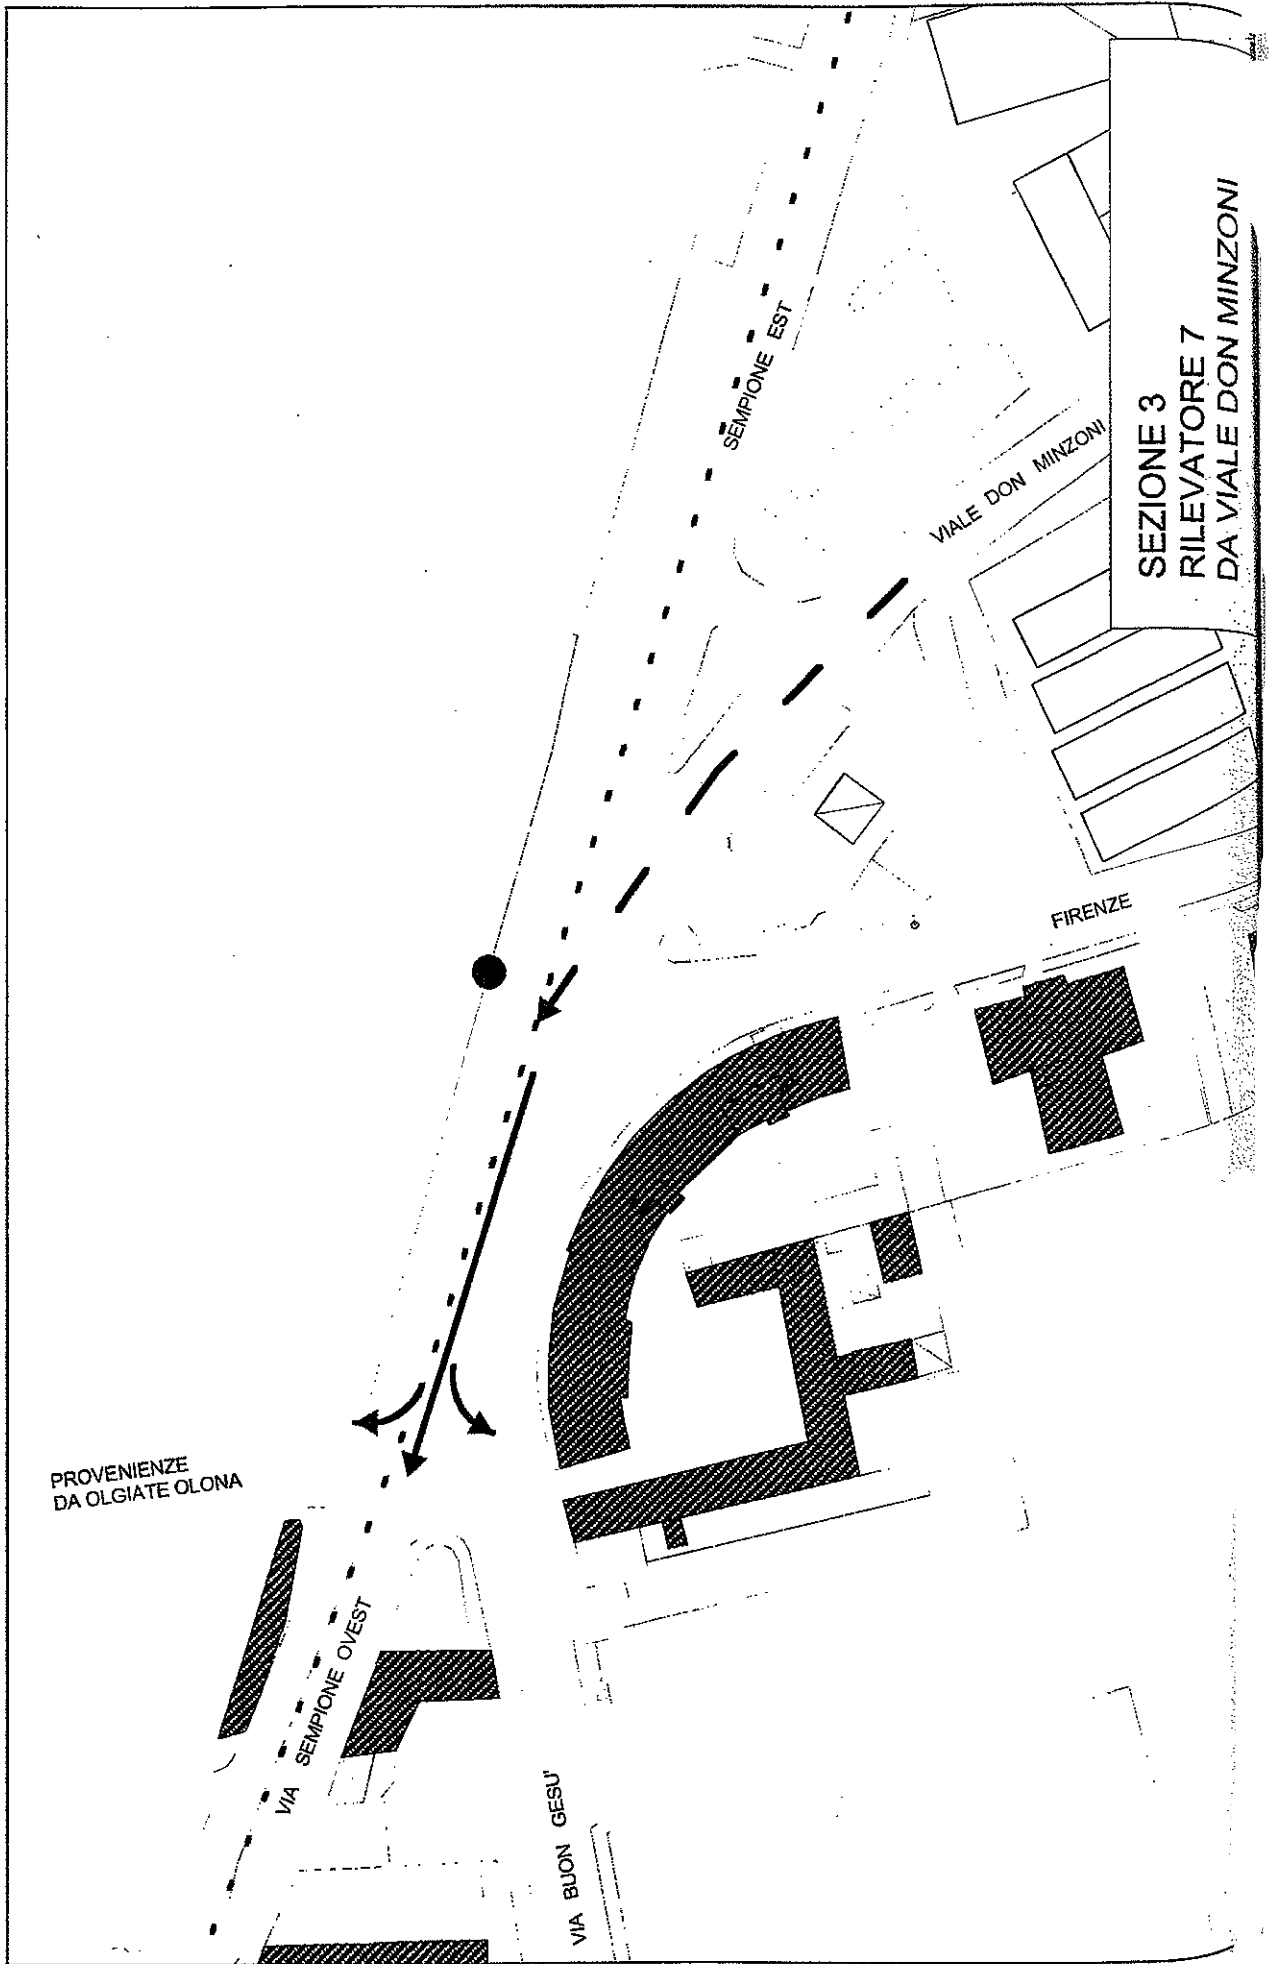 SEMPIONE EST
VIALE DON MINZONI
SEZIONE 3
RILEVATORE 7
DA VIALE DON MINZONI
FIRENZE
PROVENIENZE
DA OLGIATE OLONA
VIA SEMPIONE OVEST
VIA BUON GESU'